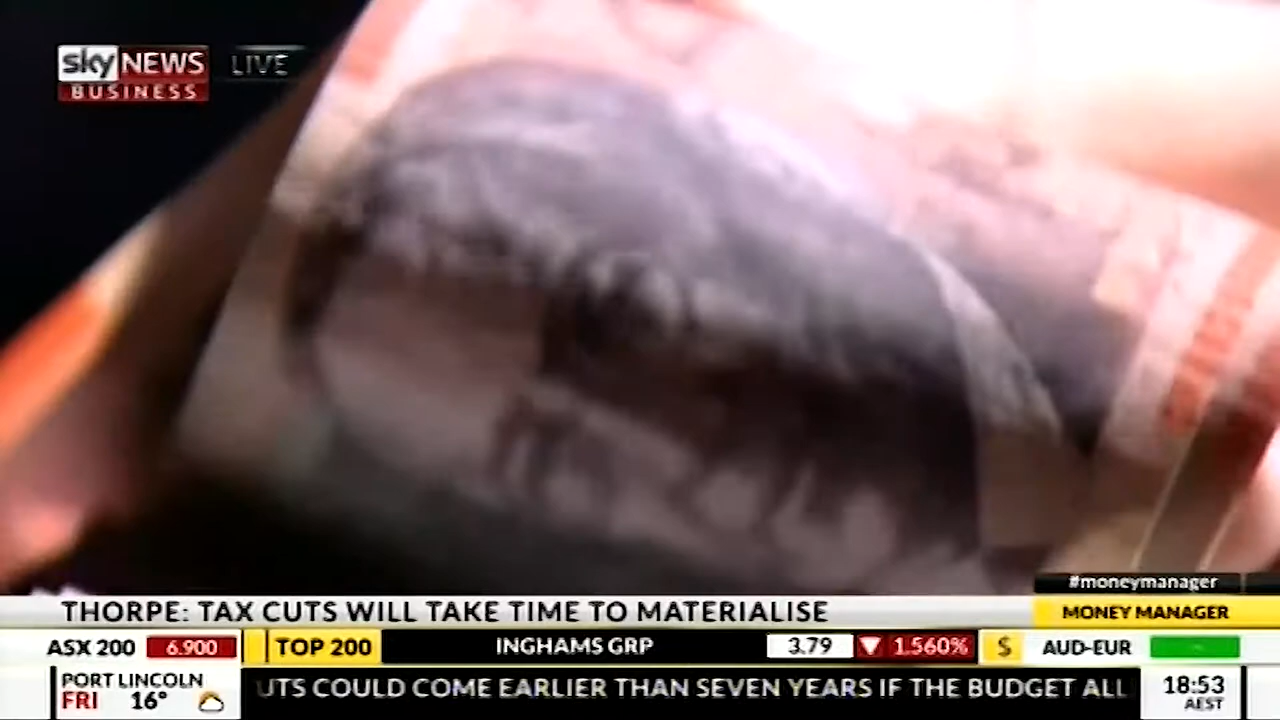 sky NEWS LIVE
BUSINESS
#moneymanager
THORPE: TAX CUTS WILL TAKE TIME TO MATERIALISE
MONEY MANAGER
ASX 200 6.900 TOP 200 INGHAMS GRP 3.79 ▼ 1.560% $ AUD-EUR
PORT LINCOLN
FRI 16°
UTS COULD COME EARLIER THAN SEVEN YEARS IF THE BUDGET ALL
18:53
AEST